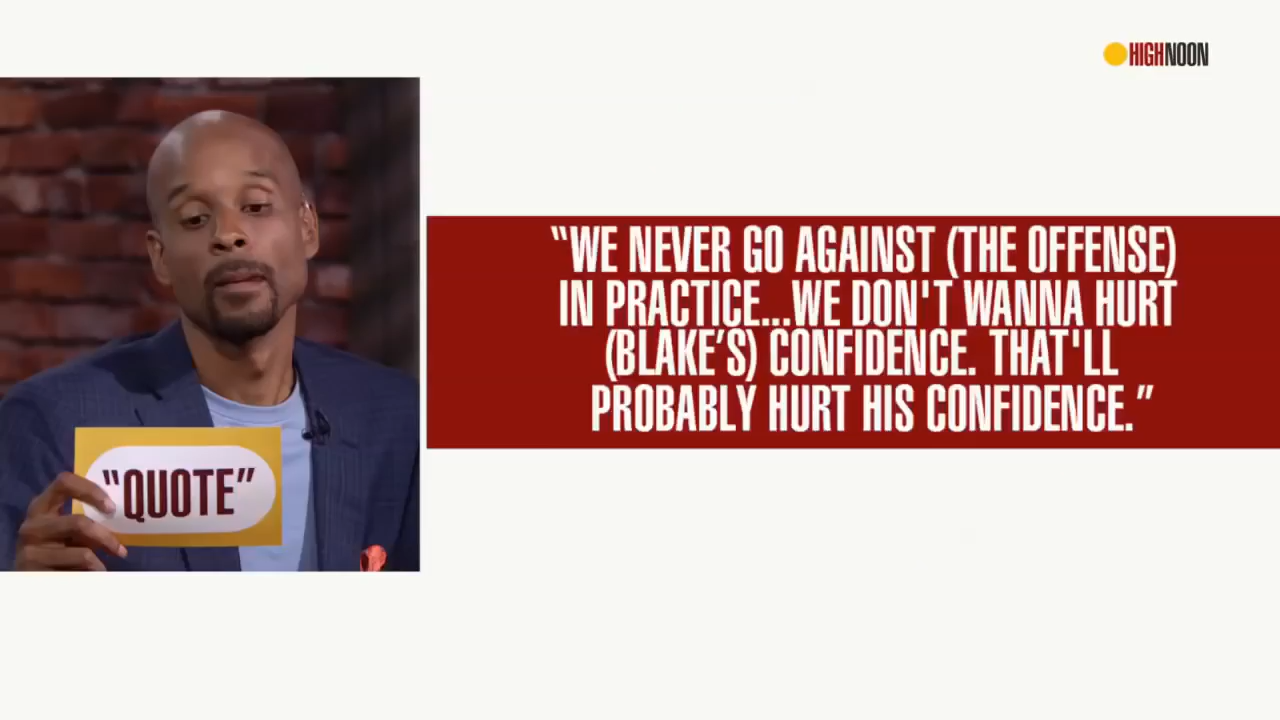 HIGHNOON
“WE NEVER GO AGAINST (THE OFFENSE)
IN PRACTICE...WE DON'T WANNA HURT
(BLAKE’S) CONFIDENCE. THAT'LL
PROBABLY HURT HIS CONFIDENCE.”
"QUOTE”